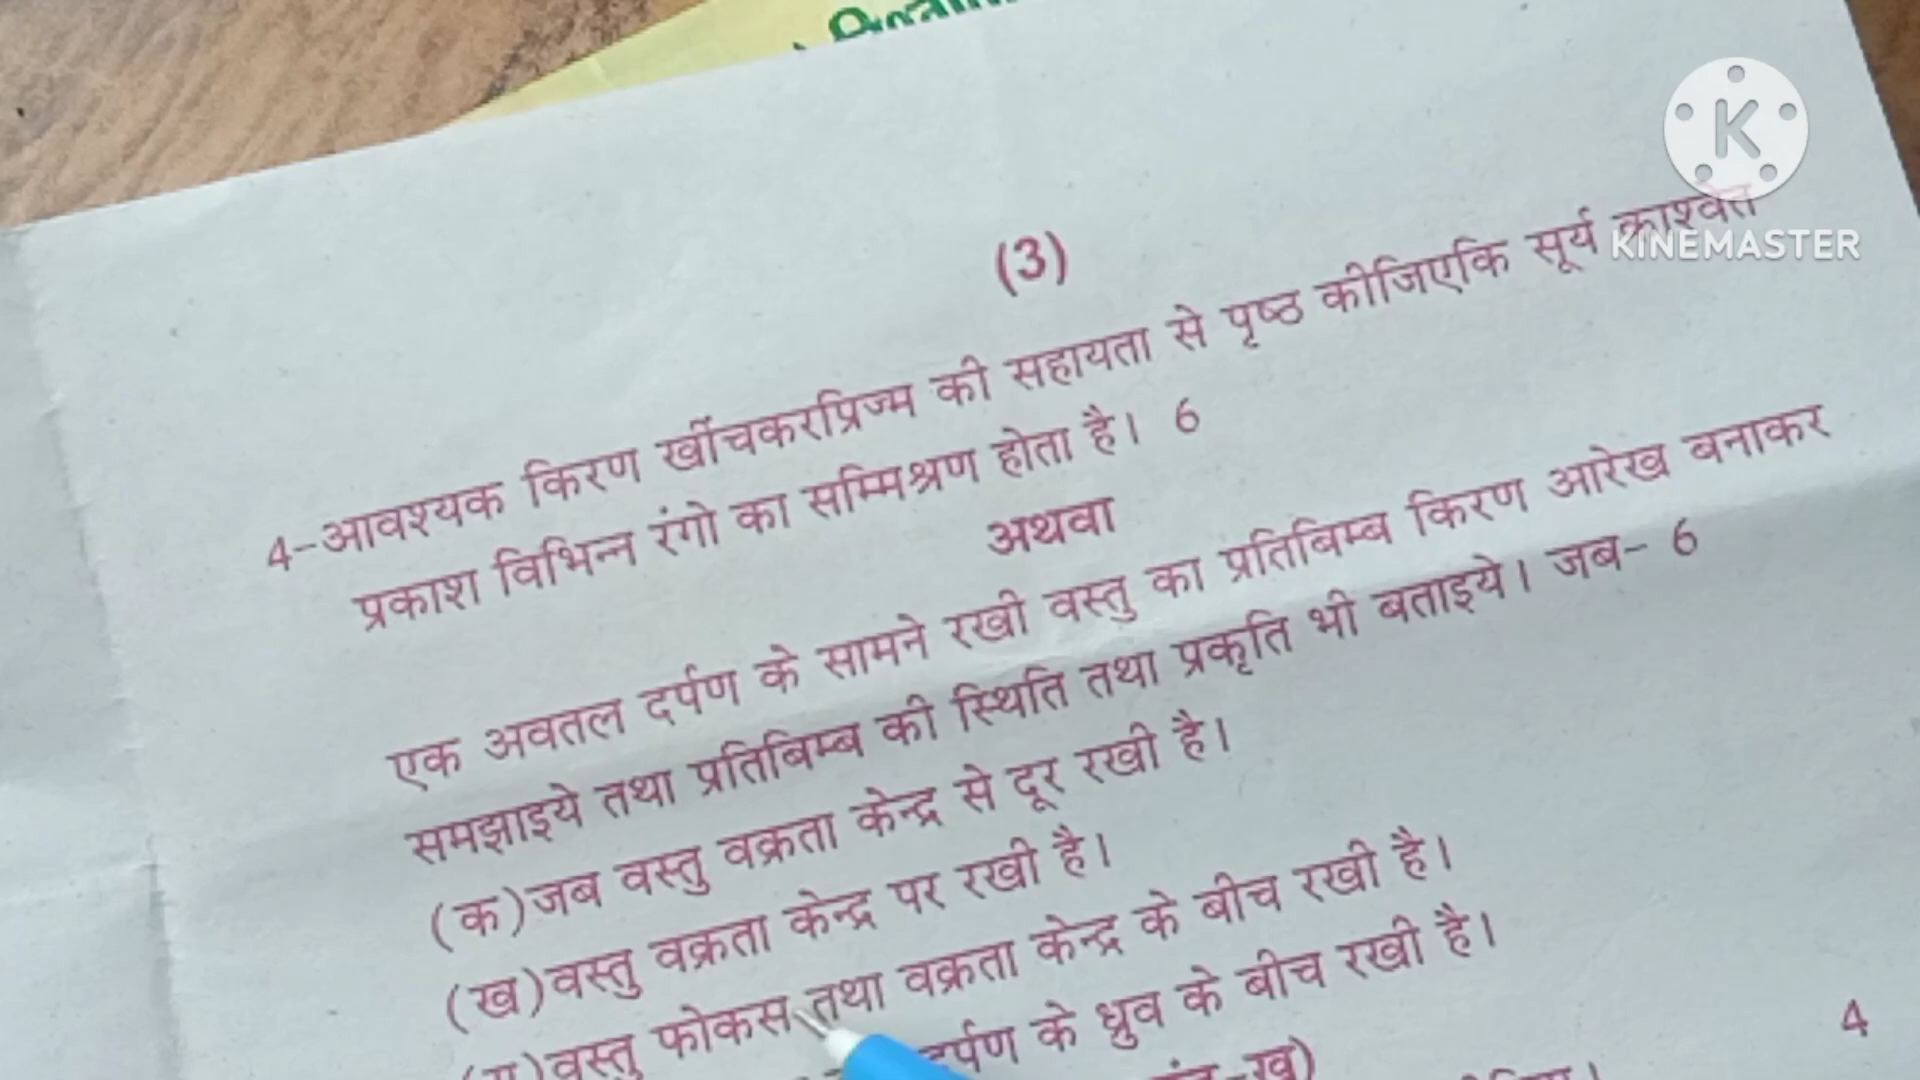 K
KINEMASTER
(3)
4-आवश्यक किरण खींचकरप्रिज्म की सहायता से पृष्ठ कीजिएकि सूर्य काश्वेत
प्रकाश विभिन्न रंगो का सम्मिश्रण होता है। 6
अथवा
एक अवतल दर्पण के सामने रखी वस्तु का प्रतिबिम्ब किरण आरेख बनाकर
समझाइये तथा प्रतिबिम्ब की स्थिति तथा प्रकृति भी बताइये। जब- 6
(क)जब वस्तु वक्रता केन्द्र से दूर रखी है।
(ख)वस्तु वक्रता केन्द्र पर रखी है।
(ग)वस्तु फोकस तथा वक्रता केन्द्र के बीच रखी है।
दर्पण के ध्रुव के बीच रखी है।
4